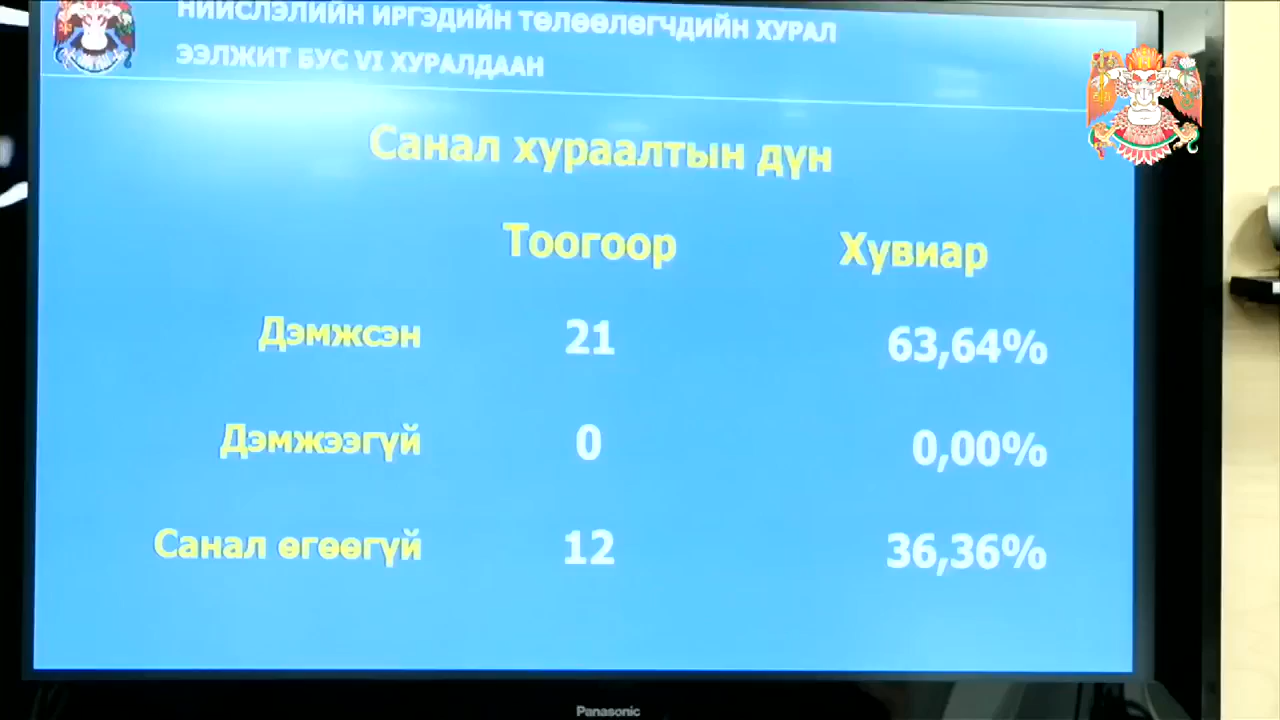 НИЙСЛЭЛИЙН ИРГЭДИЙН ТӨЛӨӨЛӨГЧДИЙН ХУРАЛ
ЭЭЛЖИТ БУС VI ХУРАЛДААН
Санал хураалтын дүн
Тоогоор Хувиар
Дэмжсэн 21 63,64%
Дэмжээгүй 0 0,00%
Санал өгөөгүй 12 36,36%
Panasonic